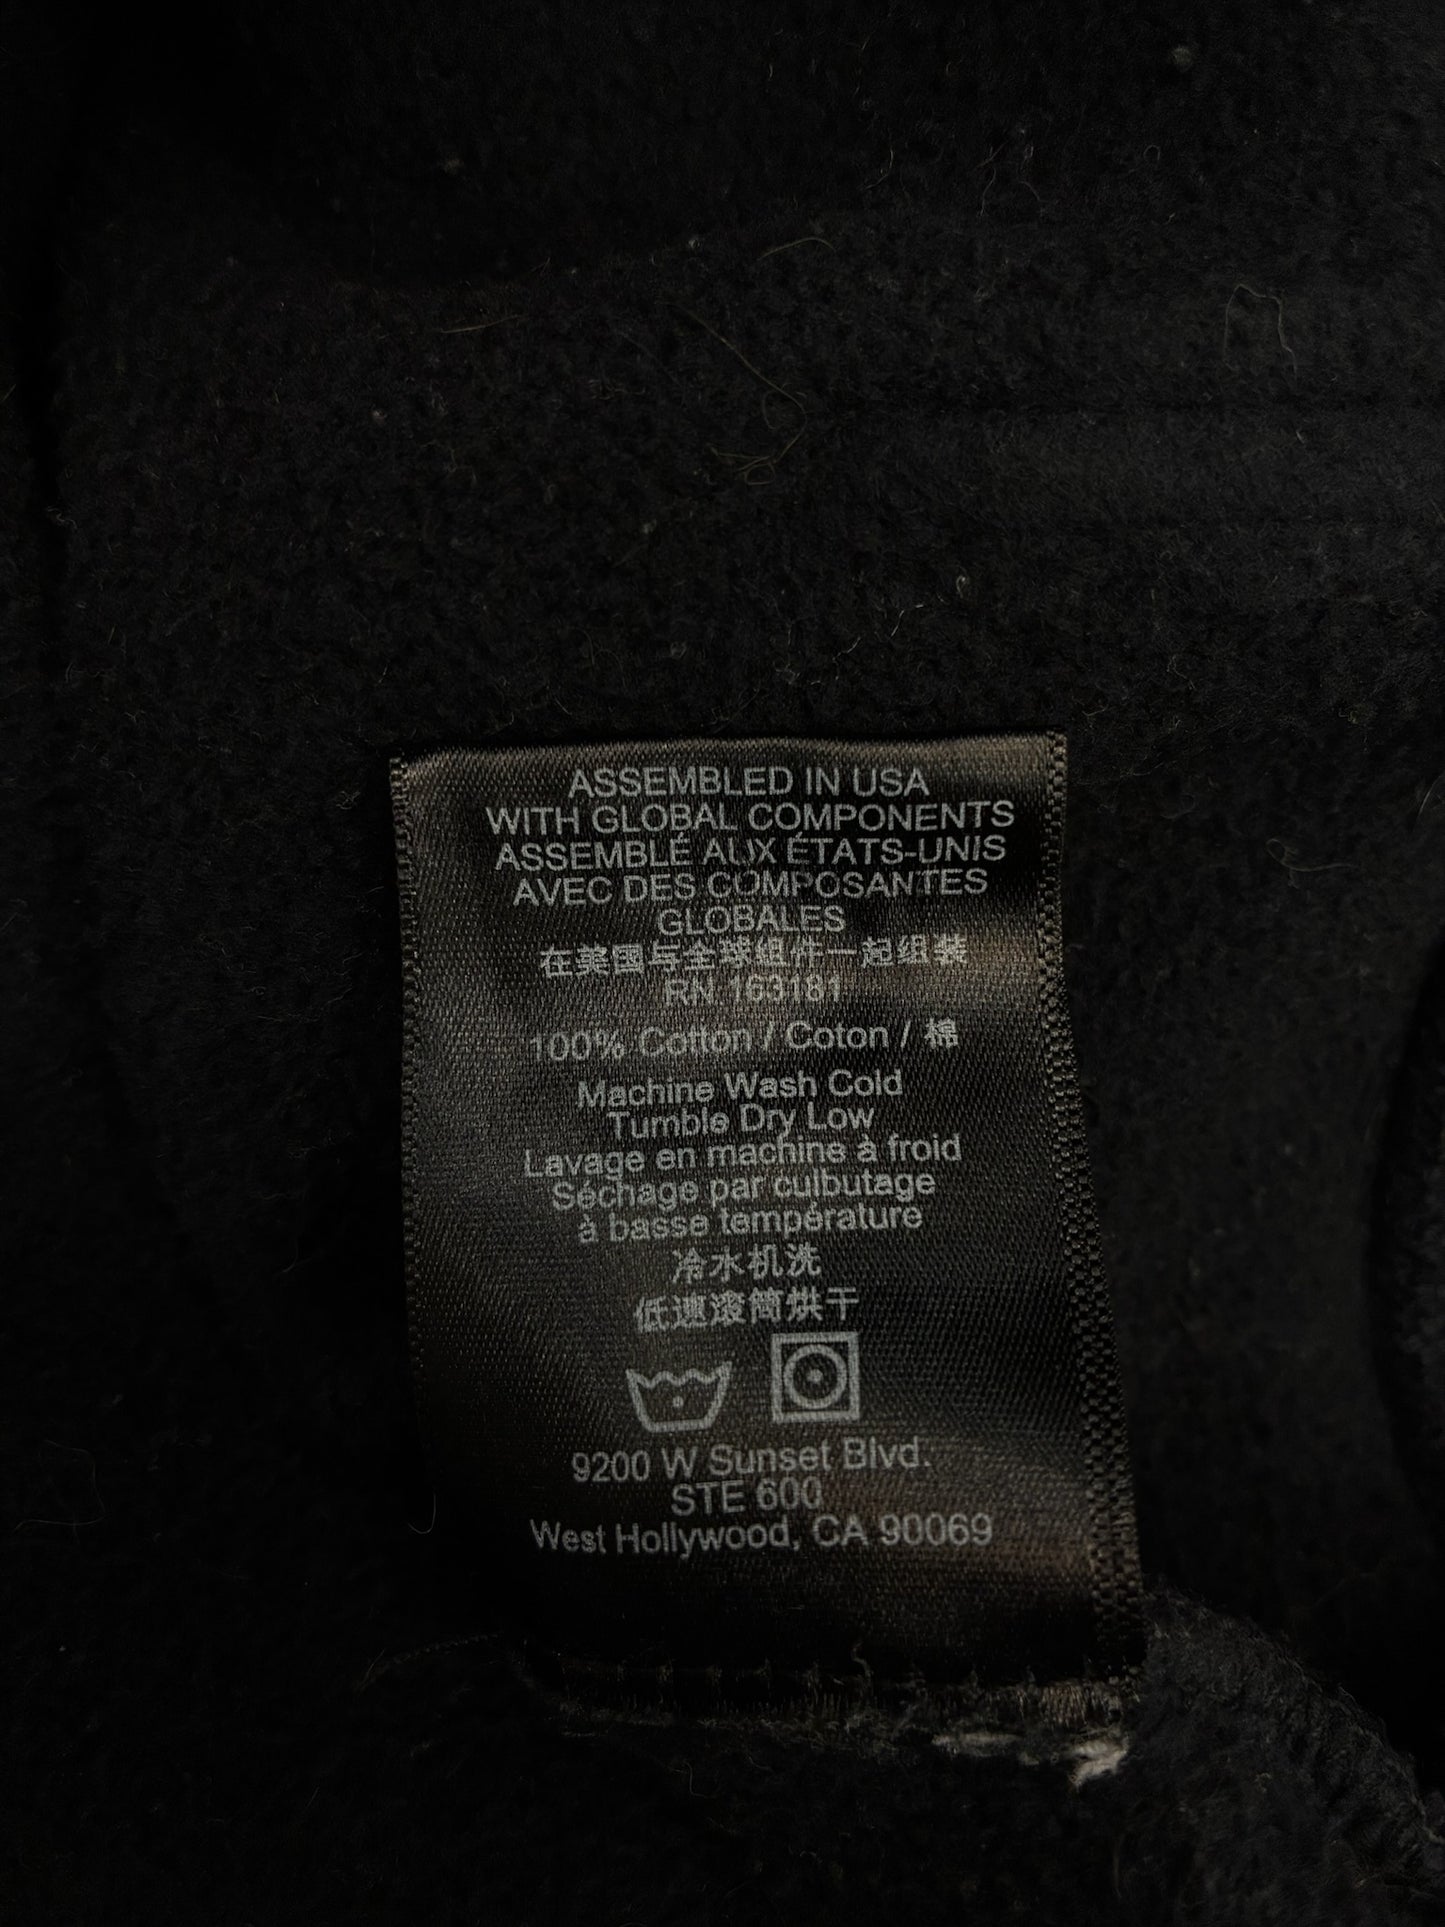 ASSEMBLED IN USA
WITH GLOBAL COMPONENTS
ASSEMBLÉ AUX ÉTATS-UNIS
AVEC DES COMPOSANTES
GLOBALES
在美国与全球组件一起组装
RN 163181
100% Cotton / Coton / 棉
Machine Wash Cold
Tumble Dry Low
Lavage en machine à froid
Séchage par culbutage
à basse température
冷水机洗
低速滚筒烘干
9200 W Sunset Blvd.
STE 600
West Hollywood, CA 90069